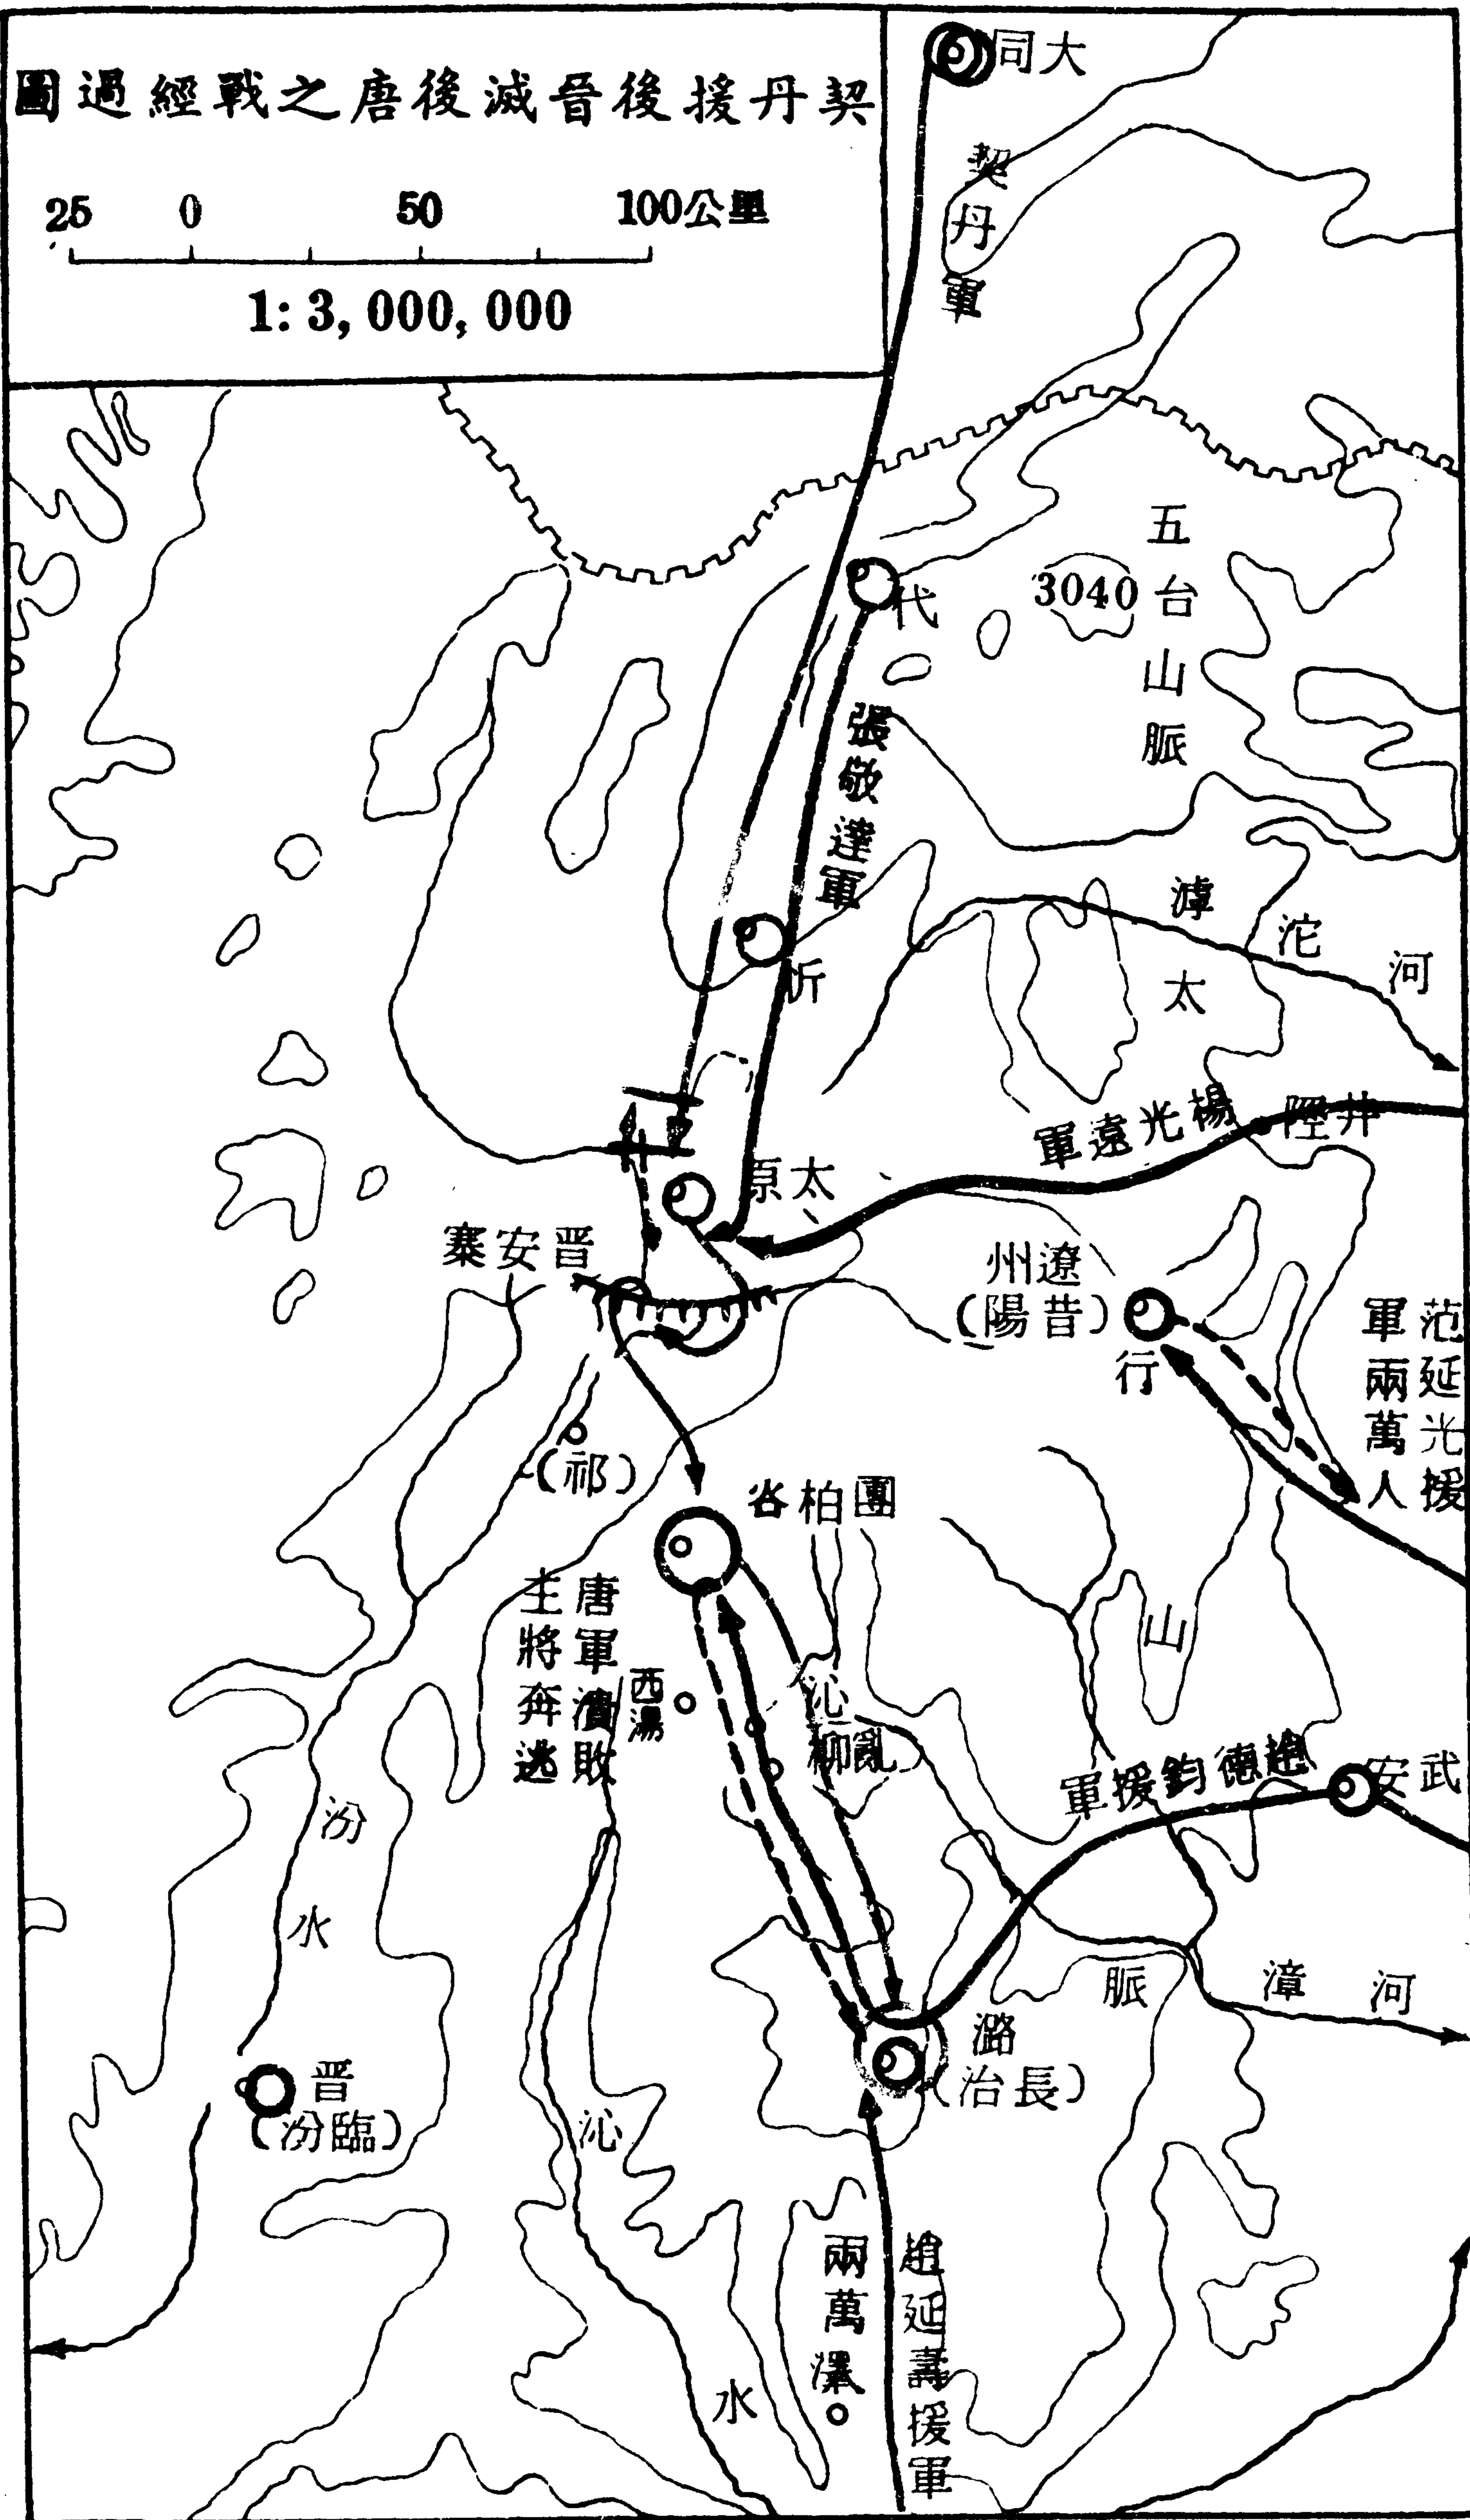 契丹援後晉滅後唐之戰經過圖
25 0 50 100公里
1: 3,000,000
大同
契丹軍
代
五台山脈
3040
張敬達軍
忻
滹沱河
太
井陘
楊光遠軍
太原
晉安寨
遼州
(昔陽)
行
范延光援
軍兩萬人
(祁)
團柏谷
唐軍潰敗
主將奔逃
西湯
沁
亂柳
山
趙德鈞援軍
武安
汾水
脈
漳河
潞
(長治)
晉
(臨汾)
沁水
趙延壽援軍
兩萬
澤